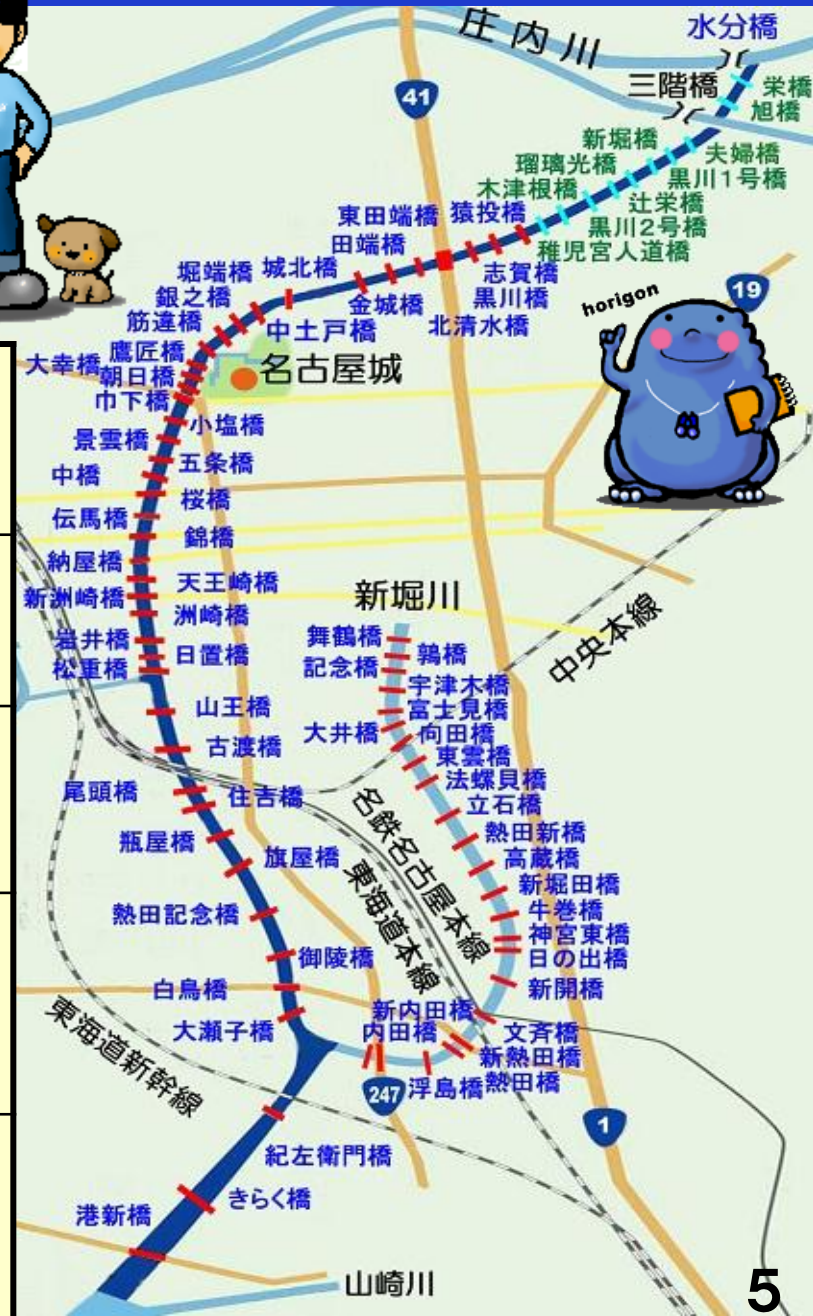 庄内川
水分橋
三階橋
栄橋
旭橋
41
新堀橋
瑠璃光橋
木津根橋
夫婦橋
黒川1号橋
辻栄橋
黒川2号橋
稚児宮人道橋
東田端橋
猿投橋
田端橋
城北橋
堀端橋
志賀橋
黒川橋
北清水橋
金城橋
銀之橋
筋違橋
中土戸橋
horigon
19
鷹匠橋
大幸橋
朝日橋
巾下橋
名古屋城
小塩橋
景雲橋
五条橋
中橋
桜橋
伝馬橋
錦橋
納屋橋
天王崎橋
新洲崎橋
洲崎橋
岩井橋
日置橋
松重橋
山王橋
古渡橋
尾頭橋
住吉橋
瓶屋橋
旗屋橋
熱田記念橋
御陵橋
白鳥橋
大瀬子橋
新堀川
舞鶴橋
鶉橋
記念橋
宇津木橋
富士見橋
大井橋
向田橋
東雲橋
法螺貝橋
立石橋
熱田新橋
高蔵橋
新堀田橋
牛巻橋
神宮東橋
日の出橋
新開橋
中央本線
名鉄名古屋本線
東海道本線
新内田橋
内田橋
文斉橋
新熱田橋
熱田橋
浮島橋
247
1
東海道新幹線
紀左衛門橋
きらく橋
港新橋
山崎川
5